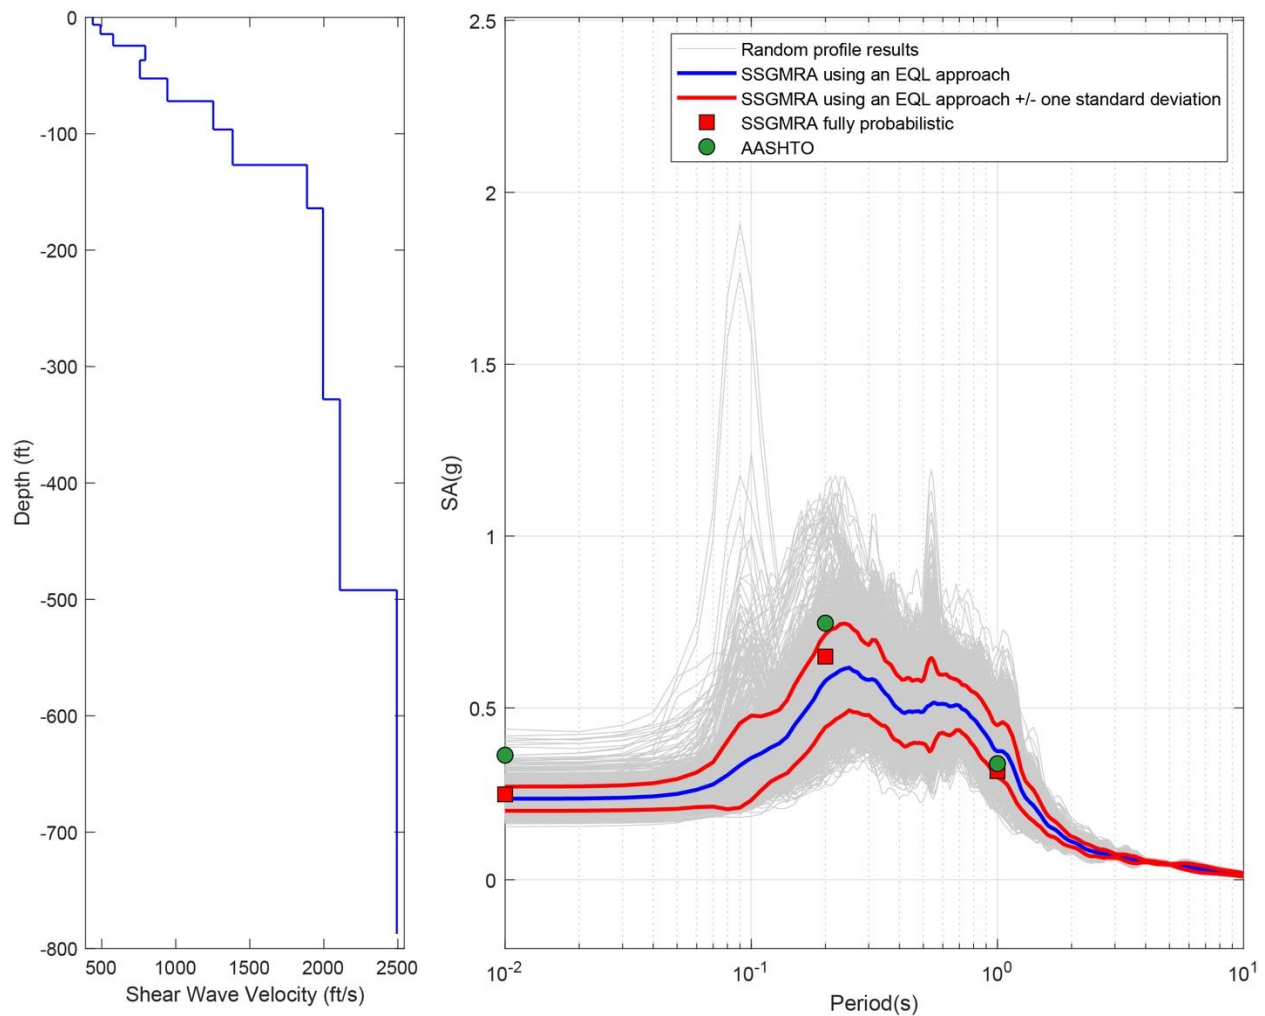 0
-100
-200
-300
-400
-500
-600
-700
-800
Depth (ft)
500 1000 1500 2000 2500
Shear Wave Velocity (ft/s)
2.5
2
1.5
1
0.5
0
SA(g)
Random profile results
SSGMRA using an EQL approach
SSGMRA using an EQL approach +/- one standard deviation
SSGMRA fully probabilistic
AASHTO
10⁻² 10⁻¹ 10⁰ 10¹
Period(s)